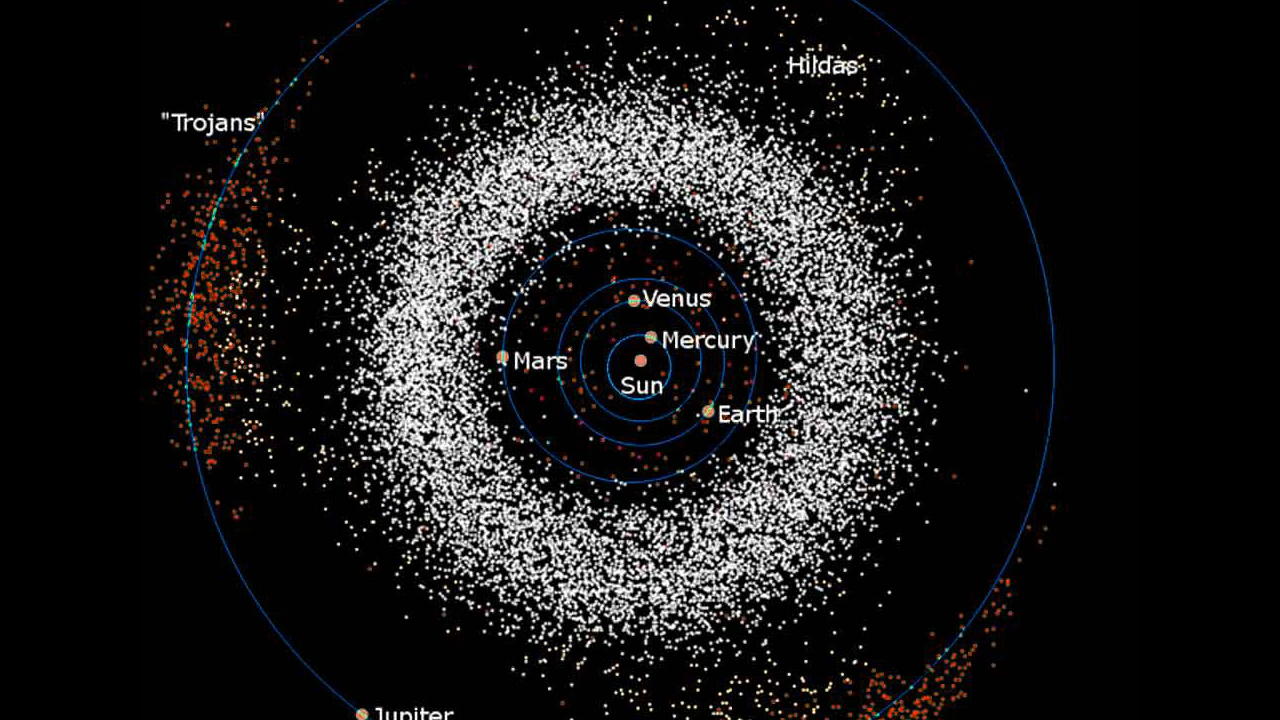 Hildas
"Trojans"
Venus
Mercury
Mars
Sun
Earth
Jupiter